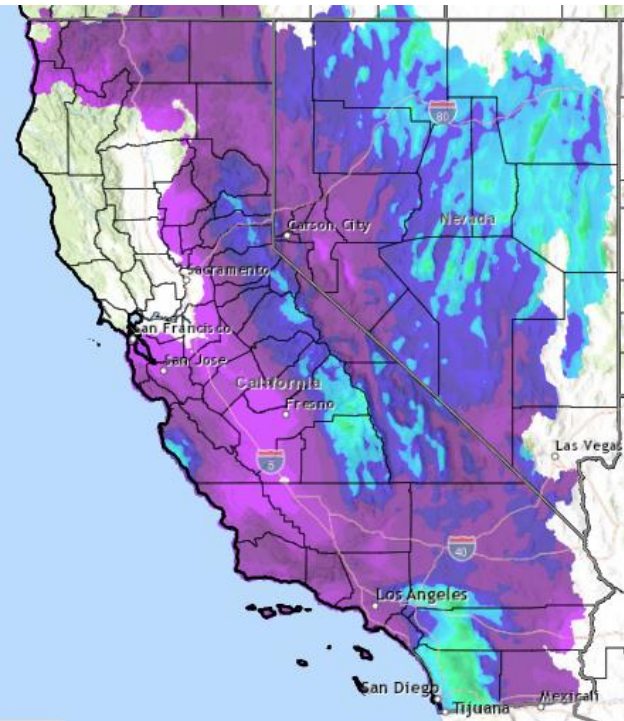 80
Carson City
Nevada
Sacramento
San Francisco
San Jose
California
Fresno
5
Las Vegas
40
Los Angeles
San Diego
Tijuana
Mexicali